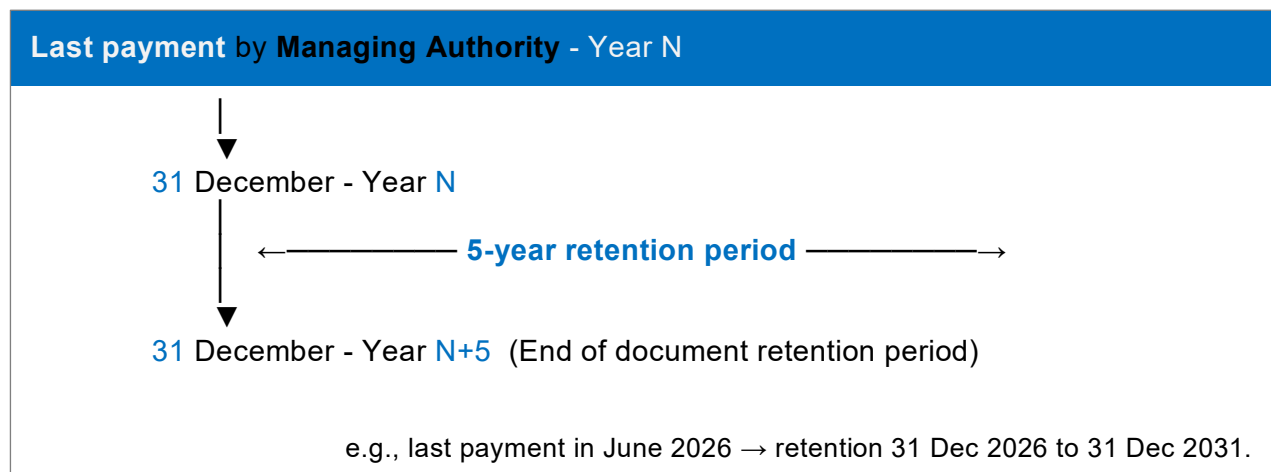 Last payment by Managing Authority - Year N
31 December - Year N
5-year retention period
31 December - Year N+5 (End of document retention period)
e.g., last payment in June 2026 → retention 31 Dec 2026 to 31 Dec 2031.